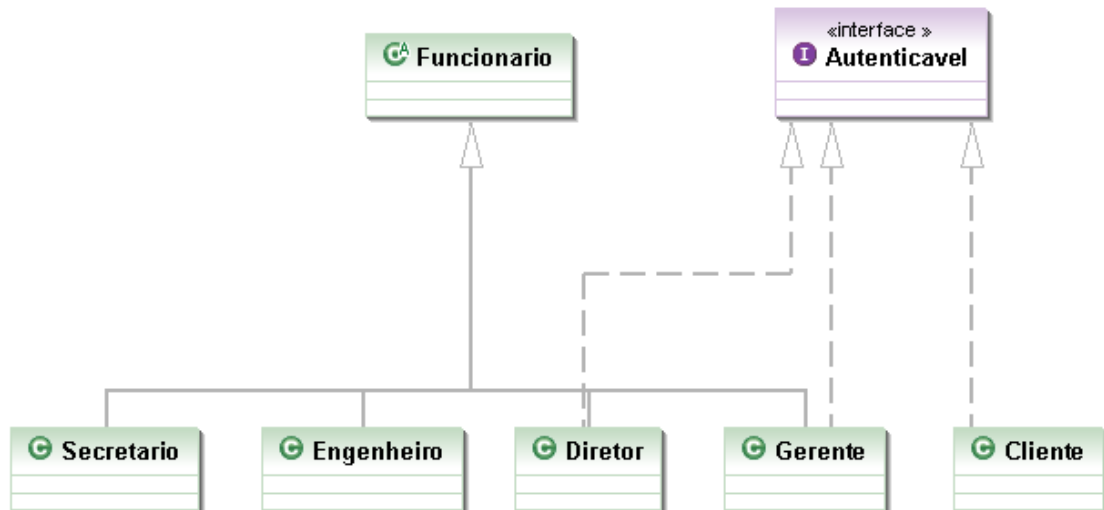 Funcionario
«interface »
Autenticavel
Secretario
Engenheiro
Diretor
Gerente
Cliente